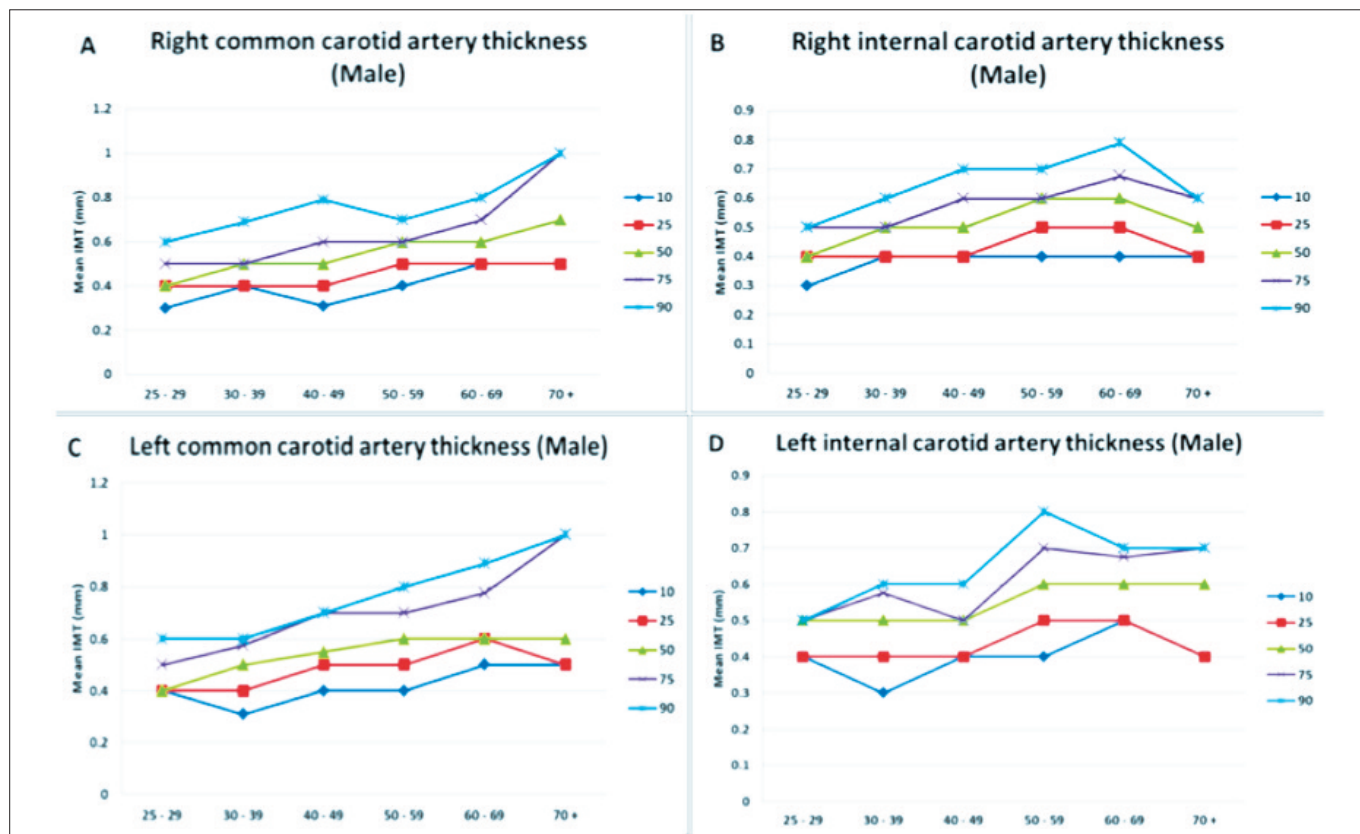 A
Right common carotid artery thickness
(Male)
Mean IMT (mm)
1.2
1
0.8
0.6
0.4
0.2
0
25 - 29
30 - 39
40 - 49
50 - 59
60 - 69
70 +
10
25
50
75
90
B
Right internal carotid artery thickness
(Male)
Mean IMT (mm)
0.9
0.8
0.7
0.6
0.5
0.4
0.3
0.2
0.1
0
25 - 29
30 - 39
40 - 49
50 - 59
60 - 69
70 +
10
25
50
75
90
C
Left common carotid artery thickness (Male)
Mean IMT (mm)
1.2
1
0.8
0.6
0.4
0.2
0
25 - 29
30 - 39
40 - 49
50 - 59
60 - 69
70 +
10
25
50
75
90
D
Left internal carotid artery thickness (Male)
Mean IMT (mm)
0.9
0.8
0.7
0.6
0.5
0.4
0.3
0.2
0.1
0
25 - 29
30 - 39
40 - 49
50 - 59
60 - 69
70 +
10
25
50
75
90